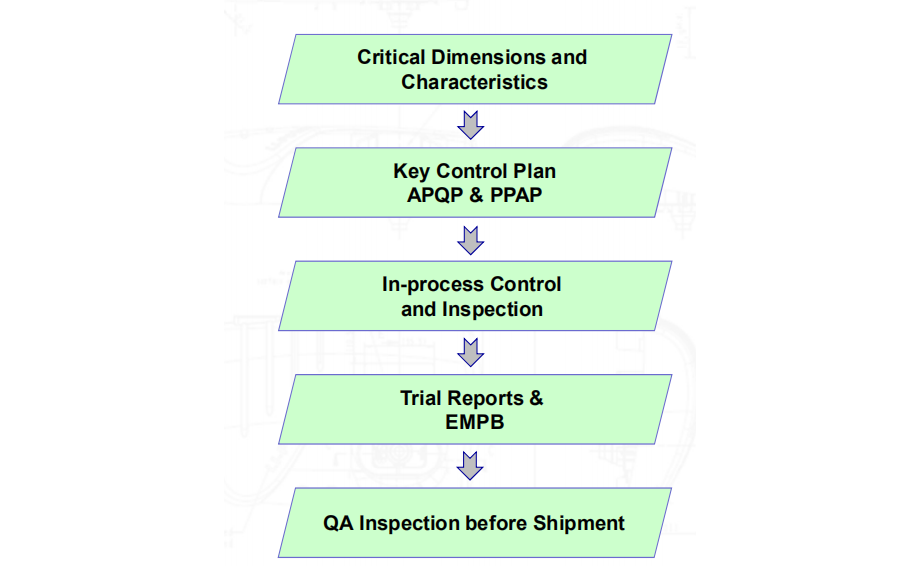 Critical Dimensions and
Characteristics
Key Control Plan
APQP & PPAP
In-process Control
and Inspection
Trial Reports &
EMPB
QA Inspection before Shipment